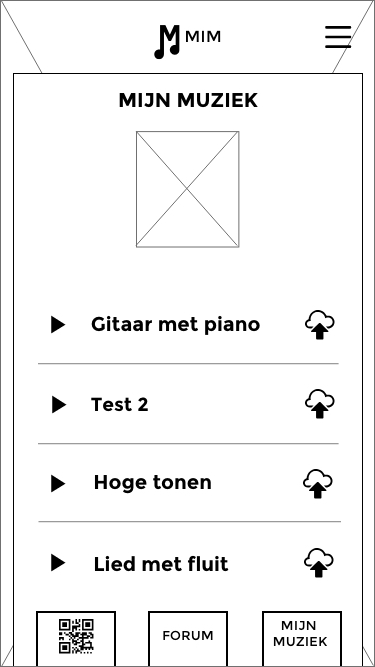 MIM
MIJN MUZIEK
Gitaar met piano
Test 2
Hoge tonen
Lied met fluit
FORUM
MIJN
MUZIEK